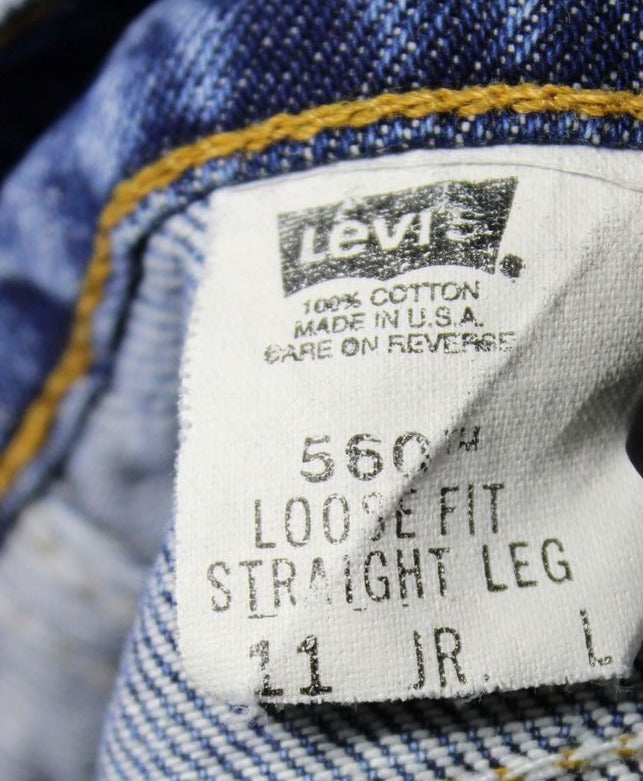 Levi's
100% COTTON
MADE IN U.S.A.
CARE ON REVERSE
560™
LOOSE FIT
STRAIGHT LEG
11 JR. L